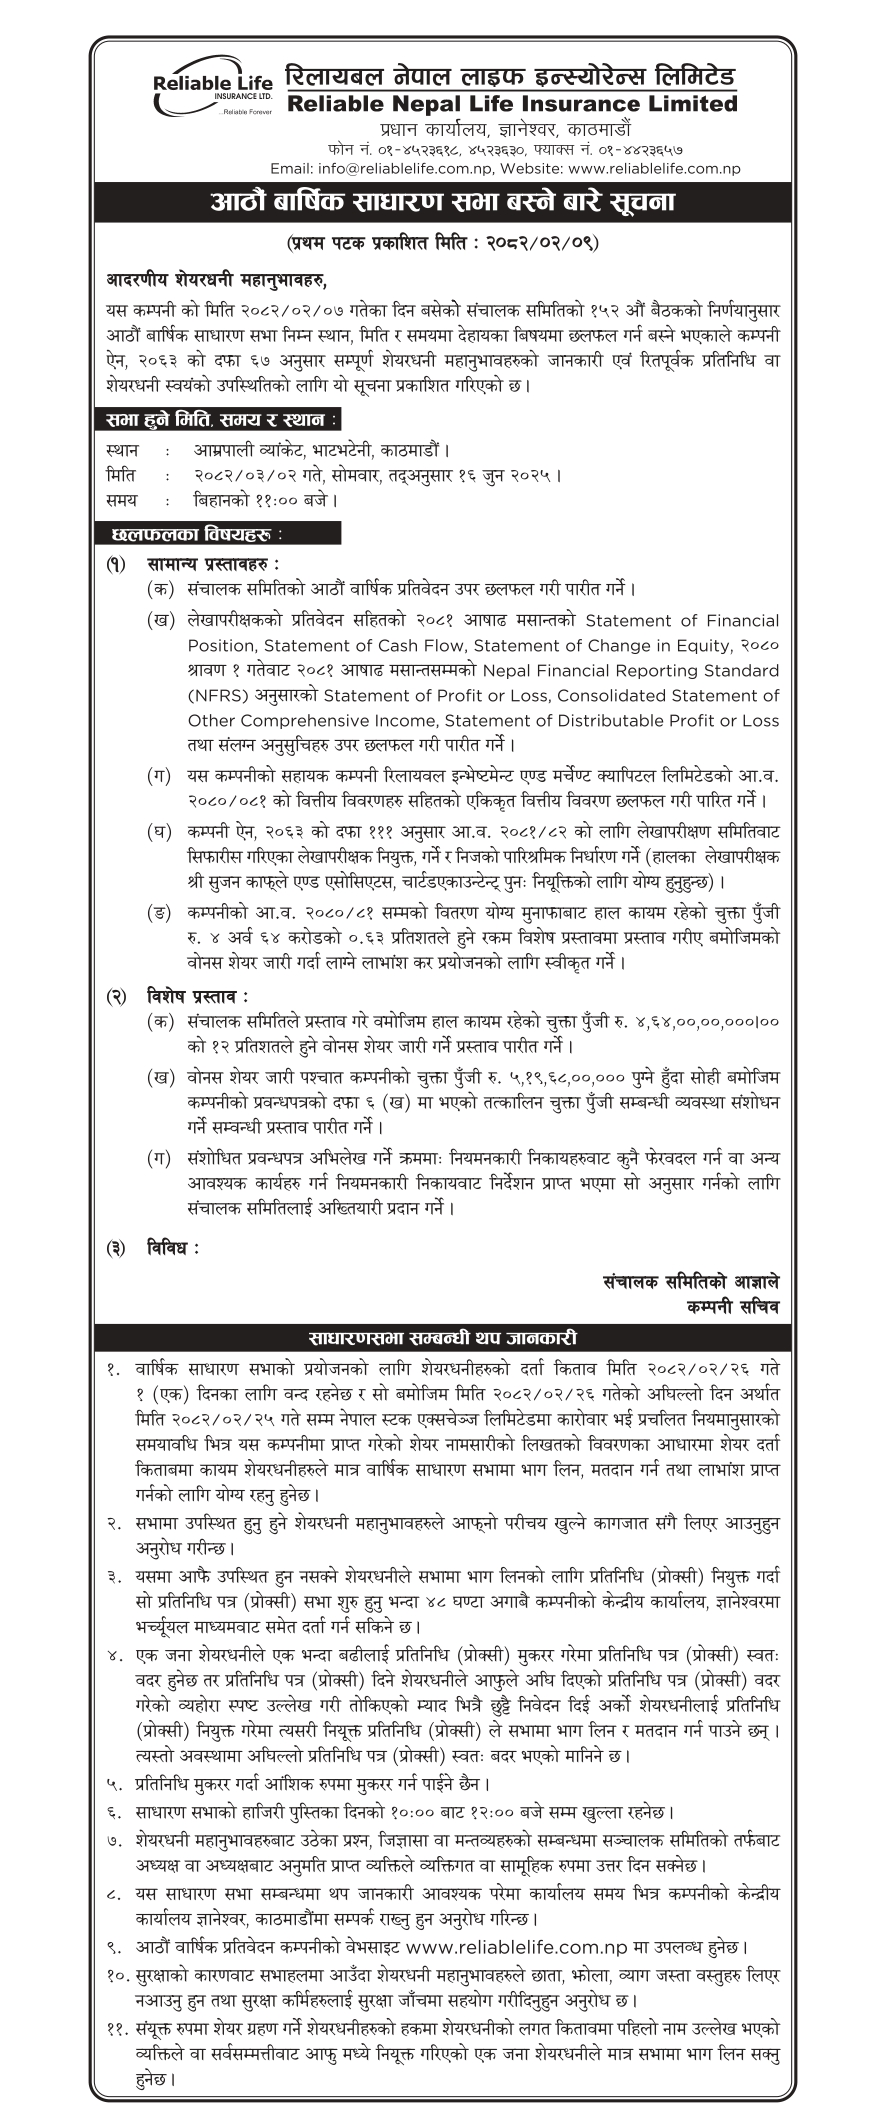 Reliable Life
INSURANCE LTD.
...Reliable Forever
रिलायबल नेपाल लाइफ इन्स्योरेन्स लिमिटेड
Reliable Nepal Life Insurance Limited
प्रधान कार्यालय, ज्ञानेश्वर, काठमाडौं
फोन नं. ०१-४५२३६१८, ४५२३६३०, फ्याक्स नं. ०१-४४२३६५७
Email: info@reliablelife.com.np, Website: www.reliablelife.com.np
आठौं बार्षिक साधारण सभा बस्ने बारे सूचना
(प्रथम पटक प्रकाशित मिति : २०८२/०२/०९)
आदरणीय शेयरधनी महानुभावहरु,
यस कम्पनी को मिति २०८२/०२/०७ गतेका दिन बसेको संचालक समितिको १५२ औं बैठकको निर्णयानुसार
आठौं बार्षिक साधारण सभा निम्न स्थान, मिति र समयमा देहायका बिषयमा छलफल गर्न बस्ने भएकाले कम्पनी
ऐन, २०६३ को दफा ६७ अनुसार सम्पूर्ण शेयरधनी महानुभावहरुको जानकारी एवं रितपूर्वक प्रतिनिधि वा
शेयरधनी स्वयंको उपस्थितिको लागि यो सूचना प्रकाशित गरिएको छ।
सभा हुने मिति, समय र स्थान :
स्थान : आम्रपाली व्यांकेट, भाटभटेनी, काठमाडौं।
मिति : २०८२/०३/०२ गते, सोमवार, तद्अनुसार १६ जुन २०२५।
समय : बिहानको ११:०० बजे।
छलफलका विषयहरू :
(१) सामान्य प्रस्तावहरु :
(क) संचालक समितिको आठौं वार्षिक प्रतिवेदन उपर छलफल गरी पारीत गर्ने।
(ख) लेखापरीक्षकको प्रतिवेदन सहितको २०८१ आषाढ मसान्तको Statement of Financial
Position, Statement of Cash Flow, Statement of Change in Equity, २०८०
श्रावण १ गतेवाट २०८१ आषाढ मसान्तसम्मको Nepal Financial Reporting Standard
(NFRS) अनुसारको Statement of Profit or Loss, Consolidated Statement of
Other Comprehensive Income, Statement of Distributable Profit or Loss
तथा संलग्न अनुसुचिहरु उपर छलफल गरी पारीत गर्ने।
(ग) यस कम्पनीको सहायक कम्पनी रिलायवल इन्भेष्टमेन्ट एण्ड मर्चेण्ट क्यापिटल लिमिटेडको आ.व.
२०८०/०८१ को वित्तीय विवरणहरु सहितको एकिकृत वित्तीय विवरण छलफल गरी पारित गर्ने।
(घ) कम्पनी ऐन, २०६३ को दफा १११ अनुसार आ.व. २०८१/८२ को लागि लेखापरीक्षण समितिवाट
सिफारीस गरिएका लेखापरीक्षक नियुक्त, गर्ने र निजको पारिश्रमिक निर्धारण गर्ने (हालका लेखापरीक्षक
श्री सुजन काफ्ले एण्ड एसोसिएटस, चार्टडएकाउन्टेन्ट् पुनः नियूक्तिको लागि योग्य हुनुहुन्छ)।
(ङ) कम्पनीको आ.व. २०८०/८१ सम्मको वितरण योग्य मुनाफाबाट हाल कायम रहेको चुक्ता पुँजी
रु. ४ अर्व ६४ करोडको ०.६३ प्रतिशतले हुने रकम विशेष प्रस्तावमा प्रस्ताव गरीए बमोजिमको
वोनस शेयर जारी गर्दा लाग्ने लाभांश कर प्रयोजनको लागि स्वीकृत गर्ने।
(२) विशेष प्रस्ताव :
(क) संचालक समितिले प्रस्ताव गरे वमोजिम हाल कायम रहेको चुक्ता पुँजी रु. ४,६४,००,००,०००।००
को १२ प्रतिशतले हुने वोनस शेयर जारी गर्ने प्रस्ताव पारीत गर्ने।
(ख) वोनस शेयर जारी पश्चात कम्पनीको चुक्ता पुँजी रु. ५,१९,६८,००,००० पुग्ने हुँदा सोही बमोजिम
कम्पनीको प्रवन्धपत्रको दफा ६ (ख) मा भएको तत्कालिन चुक्ता पुँजी सम्बन्धी व्यवस्था संशोधन
गर्ने सम्वन्धी प्रस्ताव पारीत गर्ने।
(ग) संशोधित प्रवन्धपत्र अभिलेख गर्ने क्रममाः नियमनकारी निकायहरुवाट कुनै फेरवदल गर्न वा अन्य
आवश्यक कार्यहरु गर्न नियमनकारी निकायवाट निर्देशन प्राप्त भएमा सो अनुसार गर्नको लागि
संचालक समितिलाई अख्तियारी प्रदान गर्ने।
(३) विविध :
संचालक समितिको आज्ञाले
कम्पनी सचिव
साधारणसभा सम्बन्धी थप जानकारी
१. वार्षिक साधारण सभाको प्रयोजनको लागि शेयरधनीहरुको दर्ता किताव मिति २०८२/०२/२६ गते
१ (एक) दिनका लागि वन्द रहनेछ र सो बमोजिम मिति २०८२/०२/२६ गतेको अघिल्लो दिन अर्थात
मिति २०८२/०२/२५ गते सम्म नेपाल स्टक एक्सचेञ्ज लिमिटेडमा कारोवार भई प्रचलित नियमानुसारको
समयावधि भित्र यस कम्पनीमा प्राप्त गरेको शेयर नामसारीको लिखतको विवरणका आधारमा शेयर दर्ता
किताबमा कायम शेयरधनीहरुले मात्र वार्षिक साधारण सभामा भाग लिन, मतदान गर्न तथा लाभांश प्राप्त
गर्नको लागि योग्य रहनु हुनेछ।
२. सभामा उपस्थित हुनु हुने शेयरधनी महानुभावहरुले आफ्नो परीचय खुल्ने कागजात संगै लिएर आउनुहुन
अनुरोध गरीन्छ।
३. यसमा आफै उपस्थित हुन नसक्ने शेयरधनीले सभामा भाग लिनको लागि प्रतिनिधि (प्रोक्सी) नियुक्त गर्दा
सो प्रतिनिधि पत्र (प्रोक्सी) सभा शुरु हुनु भन्दा ४८ घण्टा अगाबै कम्पनीको केन्द्रीय कार्यालय, ज्ञानेश्वरमा
भर्च्यूयल माध्यमवाट समेत दर्ता गर्न सकिने छ।
४. एक जना शेयरधनीले एक भन्दा बढीलाई प्रतिनिधि (प्रोक्सी) मुकरर गरेमा प्रतिनिधि पत्र (प्रोक्सी) स्वतः
वदर हुनेछ तर प्रतिनिधि पत्र (प्रोक्सी) दिने शेयरधनीले आफुले अघि दिएको प्रतिनिधि पत्र (प्रोक्सी) वदर
गरेको व्यहोरा स्पष्ट उल्लेख गरी तोकिएको म्याद भित्रै छुट्टै निवेदन दिई अर्को शेयरधनीलाई प्रतिनिधि
(प्रोक्सी) नियुक्त गरेमा त्यसरी नियूक्त प्रतिनिधि (प्रोक्सी) ले सभामा भाग लिन र मतदान गर्न पाउने छन्।
त्यस्तो अवस्थामा अघिल्लो प्रतिनिधि पत्र (प्रोक्सी) स्वतः बदर भएको मानिने छ।
५. प्रतिनिधि मुकरर गर्दा आंशिक रुपमा मुकरर गर्न पाईने छैन।
६. साधारण सभाको हाजिरी पुस्तिका दिनको १०:०० बाट १२:०० बजे सम्म खुल्ला रहनेछ।
७. शेयरधनी महानुभावहरुबाट उठेका प्रश्न, जिज्ञासा वा मन्तव्यहरुको सम्बन्धमा सञ्चालक समितिको तर्फबाट
अध्यक्ष वा अध्यक्षबाट अनुमति प्राप्त व्यक्तिले व्यक्तिगत वा सामूहिक रुपमा उत्तर दिन सक्नेछ।
८. यस साधारण सभा सम्बन्धमा थप जानकारी आवश्यक परेमा कार्यालय समय भित्र कम्पनीको केन्द्रीय
कार्यालय ज्ञानेश्वर, काठमाडौंमा सम्पर्क राख्नु हुन अनुरोध गरिन्छ।
९. आठौं वार्षिक प्रतिवेदन कम्पनीको वेभसाइट www.reliablelife.com.np मा उपलव्ध हुनेछ।
१०. सुरक्षाको कारणवाट सभाहलमा आउँदा शेयरधनी महानुभावहरुले छाता, झोला, व्याग जस्ता वस्तुहरु लिएर
नआउनु हुन तथा सुरक्षा कर्मिहरुलाई सुरक्षा जाँचमा सहयोग गरीदिनुहुन अनुरोध छ।
११. संयूक्त रुपमा शेयर ग्रहण गर्ने शेयरधनीहरुको हकमा शेयरधनीको लगत कितावमा पहिलो नाम उल्लेख भएको
व्यक्तिले वा सर्वसम्मत्तीवाट आफु मध्ये नियूक्त गरिएको एक जना शेयरधनीले मात्र सभामा भाग लिन सक्नु
हुनेछ।